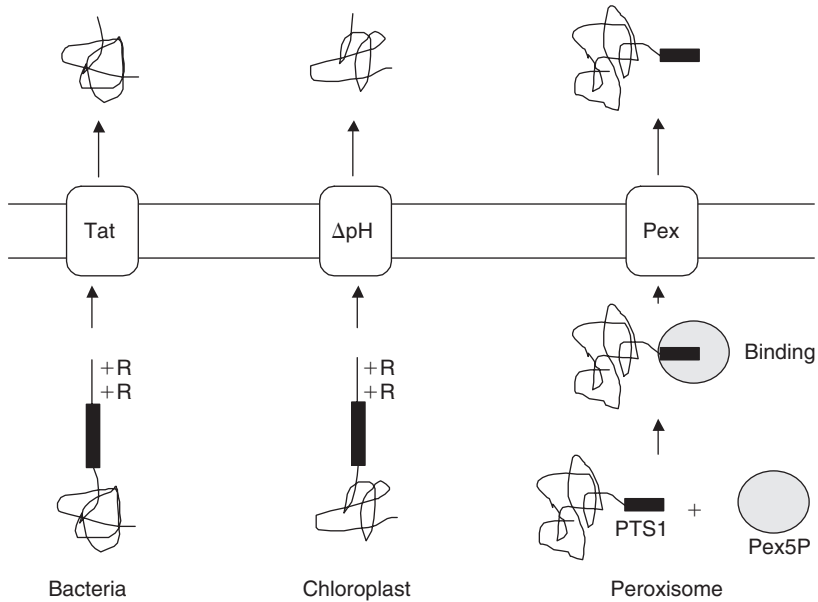 Tat
ΔpH
Pex
+R
+R
+R
+R
Binding
PTS1
+
Pex5P
Bacteria
Chloroplast
Peroxisome